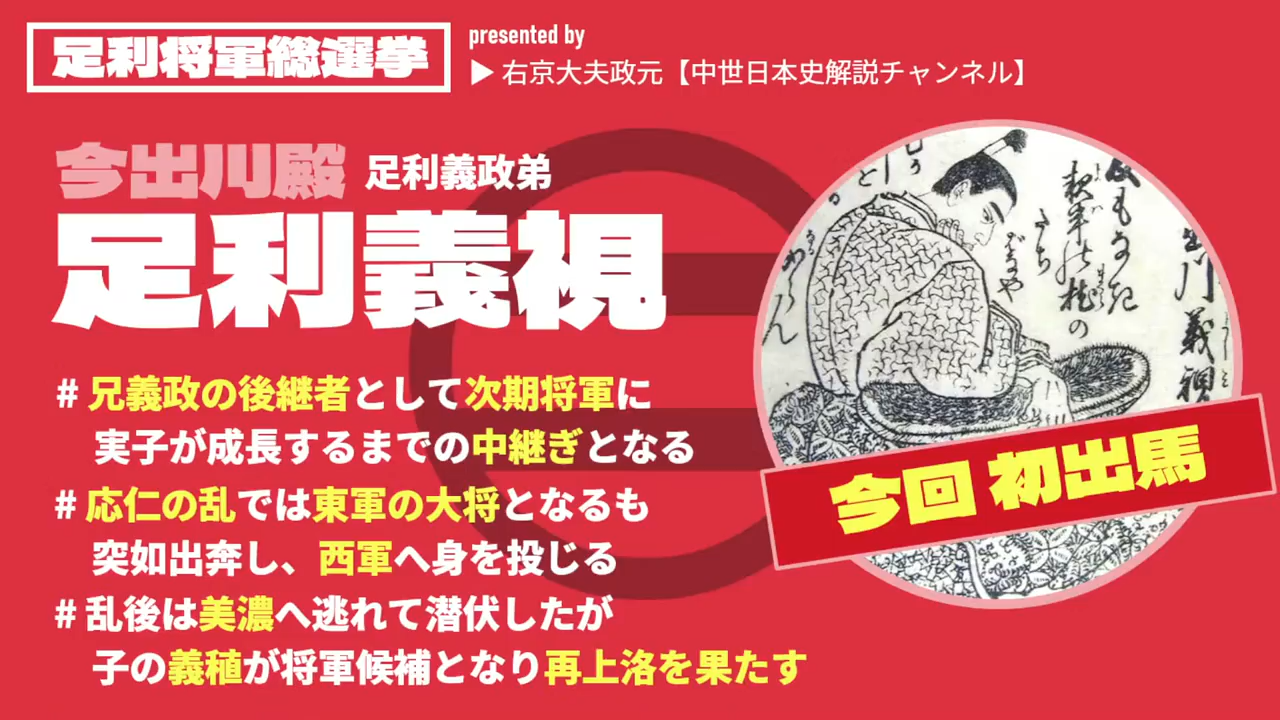 足利将軍総選挙
presented by
▶ 右京大夫政元【中世日本史解説チャンネル】
今出川殿 足利義政弟
足利義視
# 兄義政の後継者として次期将軍に
実子が成長するまでの中継ぎとなる
# 応仁の乱では東軍の大将となるも
突如出奔し、西軍へ身を投じる
# 乱後は美濃へ逃れて潜伏したが
子の義稙が将軍候補となり再上洛を果たす
川義視
今回 初出馬